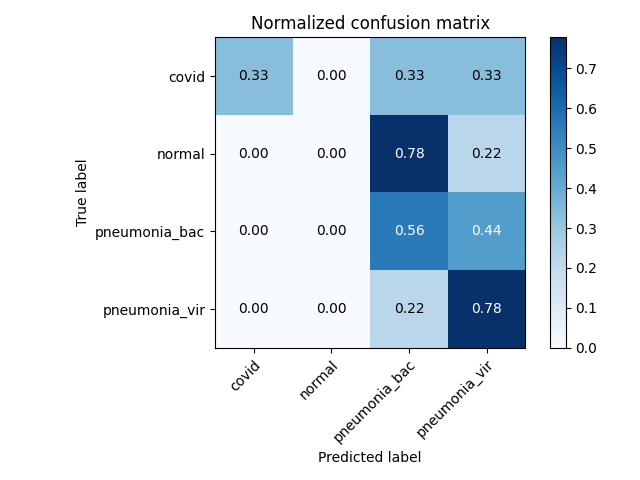 Normalized confusion matrix
True label
covid 0.33 0.00 0.33 0.33
normal 0.00 0.00 0.78 0.22
pneumonia_bac 0.00 0.00 0.56 0.44
pneumonia_vir 0.00 0.00 0.22 0.78
covid normal pneumonia_bac pneumonia_vir
Predicted label
0.7
0.6
0.5
0.4
0.3
0.2
0.1
0.0